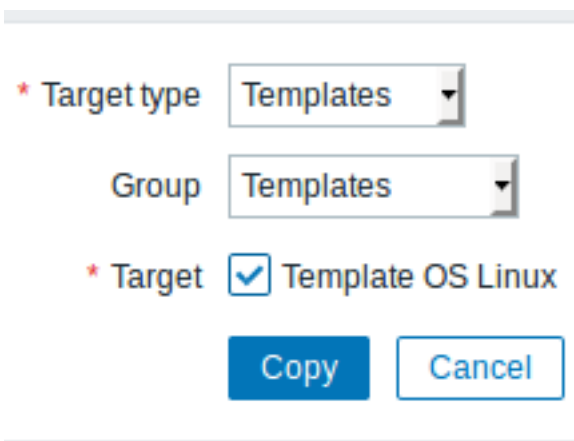 * Target type Templates
Group Templates
* Target Template OS Linux
Copy Cancel